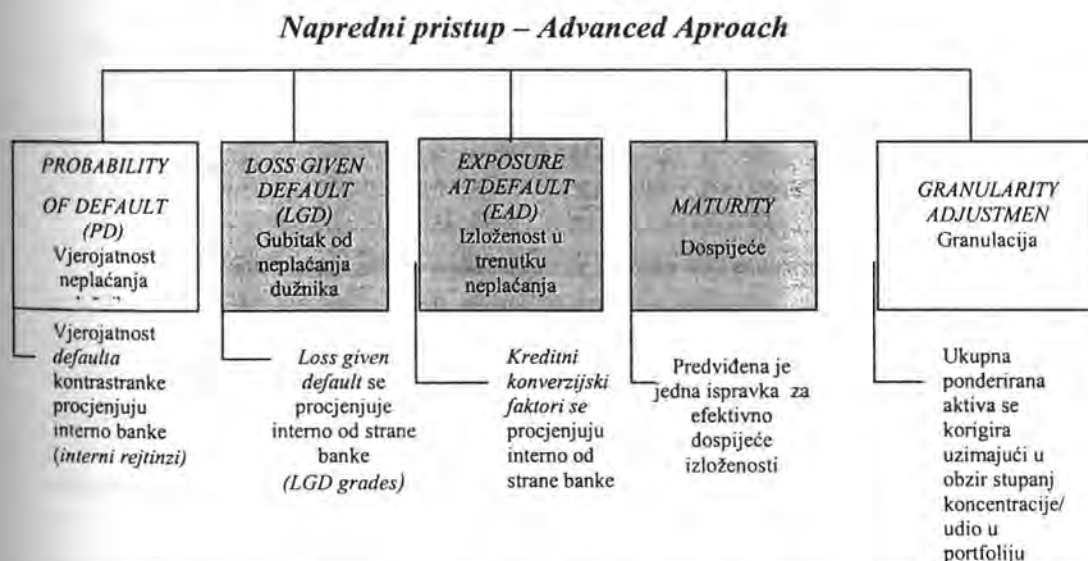 Napredni pristup – Advanced Aproach
PROBABILITY
OF DEFAULT
(PD)
Vjerojatnost
neplaćanja
Vjerojatnost
defaulta
kontrastranke
procjenjuju
interno banke
(interni rejtinzi)
LOSS GIVEN
DEFAULT
(LGD)
Gubitak od
neplaćanja
dužnika
Loss given
default se
procjenjuje
interno od strane
banke
(LGD grades)
EXPOSURE
AT DEFAULT
(EAD)
Izloženost u
trenutku
neplaćanja
Kreditni
konverzijski
faktori se
procjenjuju
interno od
strane banke
MATURITY
Dospijeće
Predviđena je
jedna ispravka za
efektivno
dospijeće
izloženosti
GRANULARITY
ADJUSTMEN
Granulacija
Ukupna
ponderirana
aktiva se
korigira
uzimajući u
obzir stupanj
koncentracije/
udio u
portfoliju